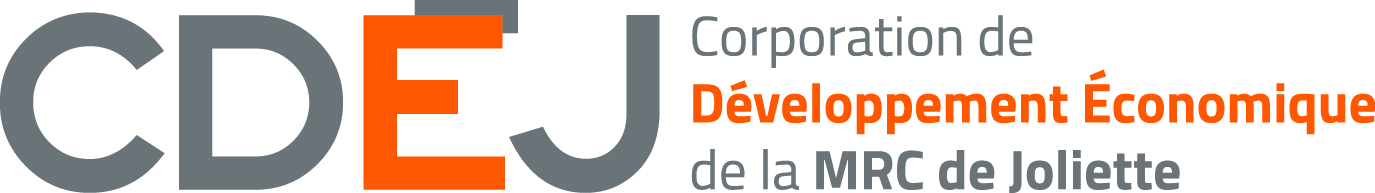 CDÉJ
Corporation de
Développement Économique
de la MRC de Joliette